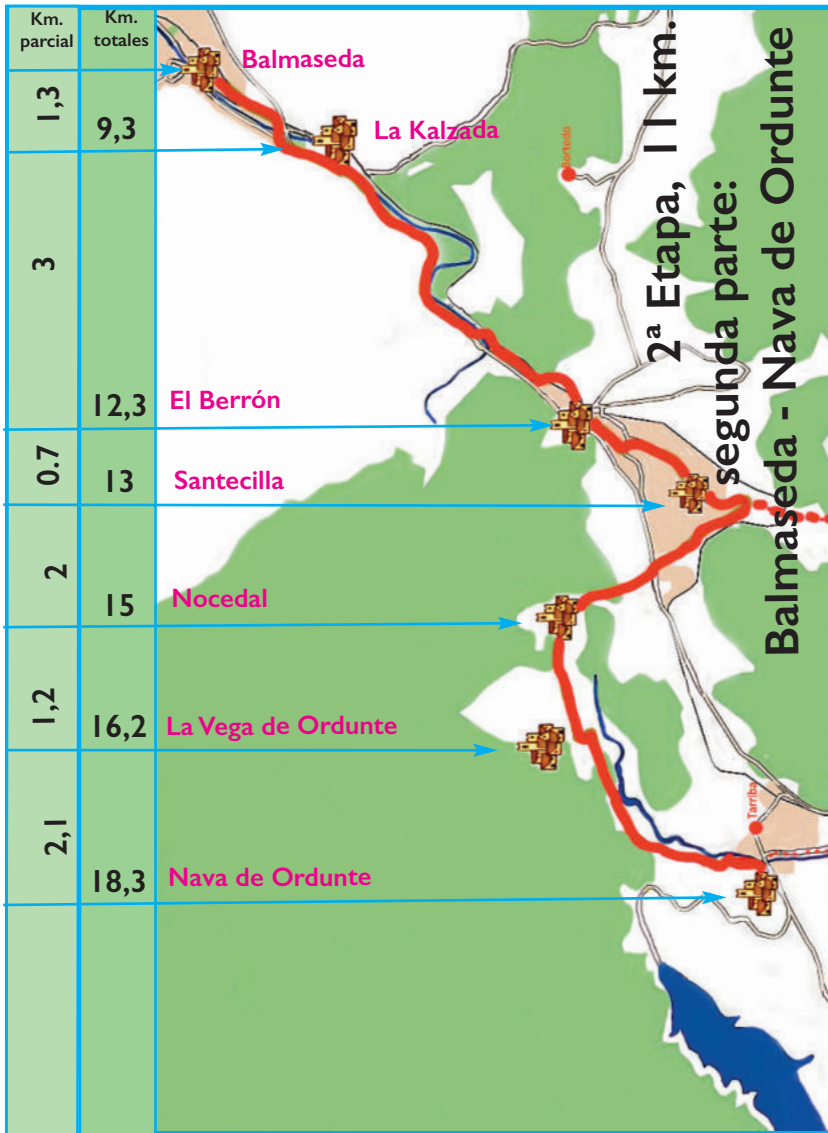 Km.
parcial
Km.
totales
Balmaseda
1,3
9,3
La Kalzada
3
12,3
El Berrón
0.7
13
Santecilla
2
15
Nocedal
1,2
16,2
La Vega de Ordunte
2,1
18,3
Nava de Ordunte
Bortedo
Tarriba
2ª Etapa, 11 km.
segunda parte:
Balmaseda - Nava de Ordunte